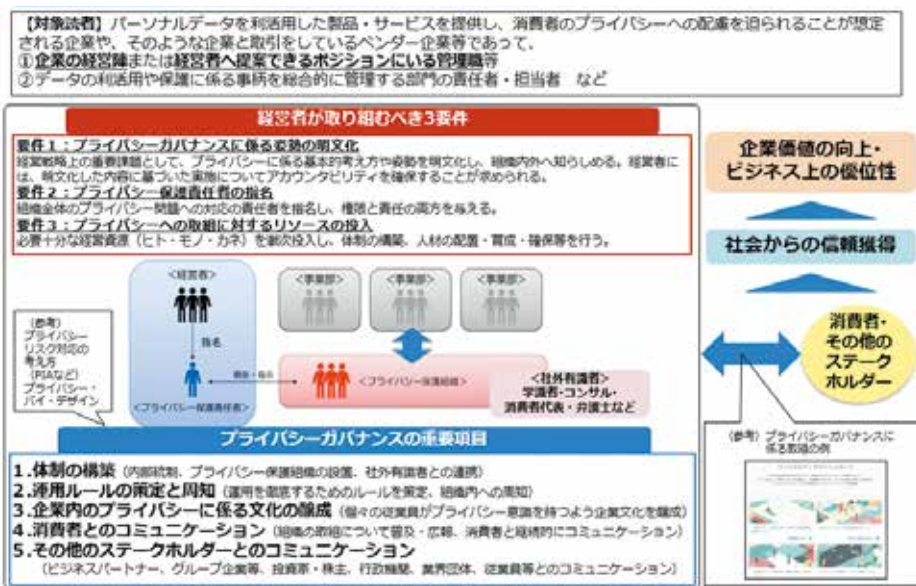 【対象読者】パーソナルデータを利活用した製品・サービスを提供し、消費者のプライバシーへの配慮を迫られることが想定
される企業や、そのような企業と取引をしているベンダー企業等であって、
①企業の経営陣または経営者へ提案できるポジションにいる管理職等
②データの利活用や保護に係る事柄を総合的に管理する部門の責任者・担当者 など
経営者が取り組むべき3要件
要件1：プライバシーガバナンスに係る姿勢の明文化
経営戦略上の重要課題として、プライバシーに係る基本的考え方や姿勢を明文化し、組織内外へ知らしめる。経営者に
は、明文化した内容に基づいた実施についてアカウンタビリティを確保することが求められる。
要件2：プライバシー保護責任者の指名
組織全体のプライバシー問題への対応の責任者を指名し、権限と責任の両方を与える。
要件3：プライバシーへの取組に対するリソースの投入
必要十分な経営資源（ヒト・モノ・カネ）を漸次投入し、体制の構築、人材の配置・育成・確保等を行う。
企業価値の向上・
ビジネス上の優位性
社会からの信頼獲得
消費者・
その他の
ステーク
ホルダー
<経営者>
<事業部>
<事業部>
<事業部>
指名
(参考)
プライバシー
リスク対応の
考え方
(PIAなど)
プライバシー・
バイ・デザイン
<プライバシー保護責任者>
<プライバシー保護組織>
<社外有識者>
学識者・コンサル・
消費者代表・弁護士など
プライバシーガバナンスの重要項目
1.体制の構築（内部統制、プライバシー保護組織の設置、社外有識者との連携）
2.運用ルールの策定と周知（運用を徹底するためのルールを策定、組織内への周知）
3.企業内のプライバシーに係る文化の醸成（個々の従業員がプライバシー意識を持つよう企業文化を醸成）
4.消費者とのコミュニケーション（組織の取組について普及・広報、消費者と継続的にコミュニケーション）
5.その他のステークホルダーとのコミュニケーション
（ビジネスパートナー、グループ企業等、投資家・株主、行政機関、業界団体、従業員等とのコミュニケーション）
(参考) プライバシーガバナンスに
係る取組の例